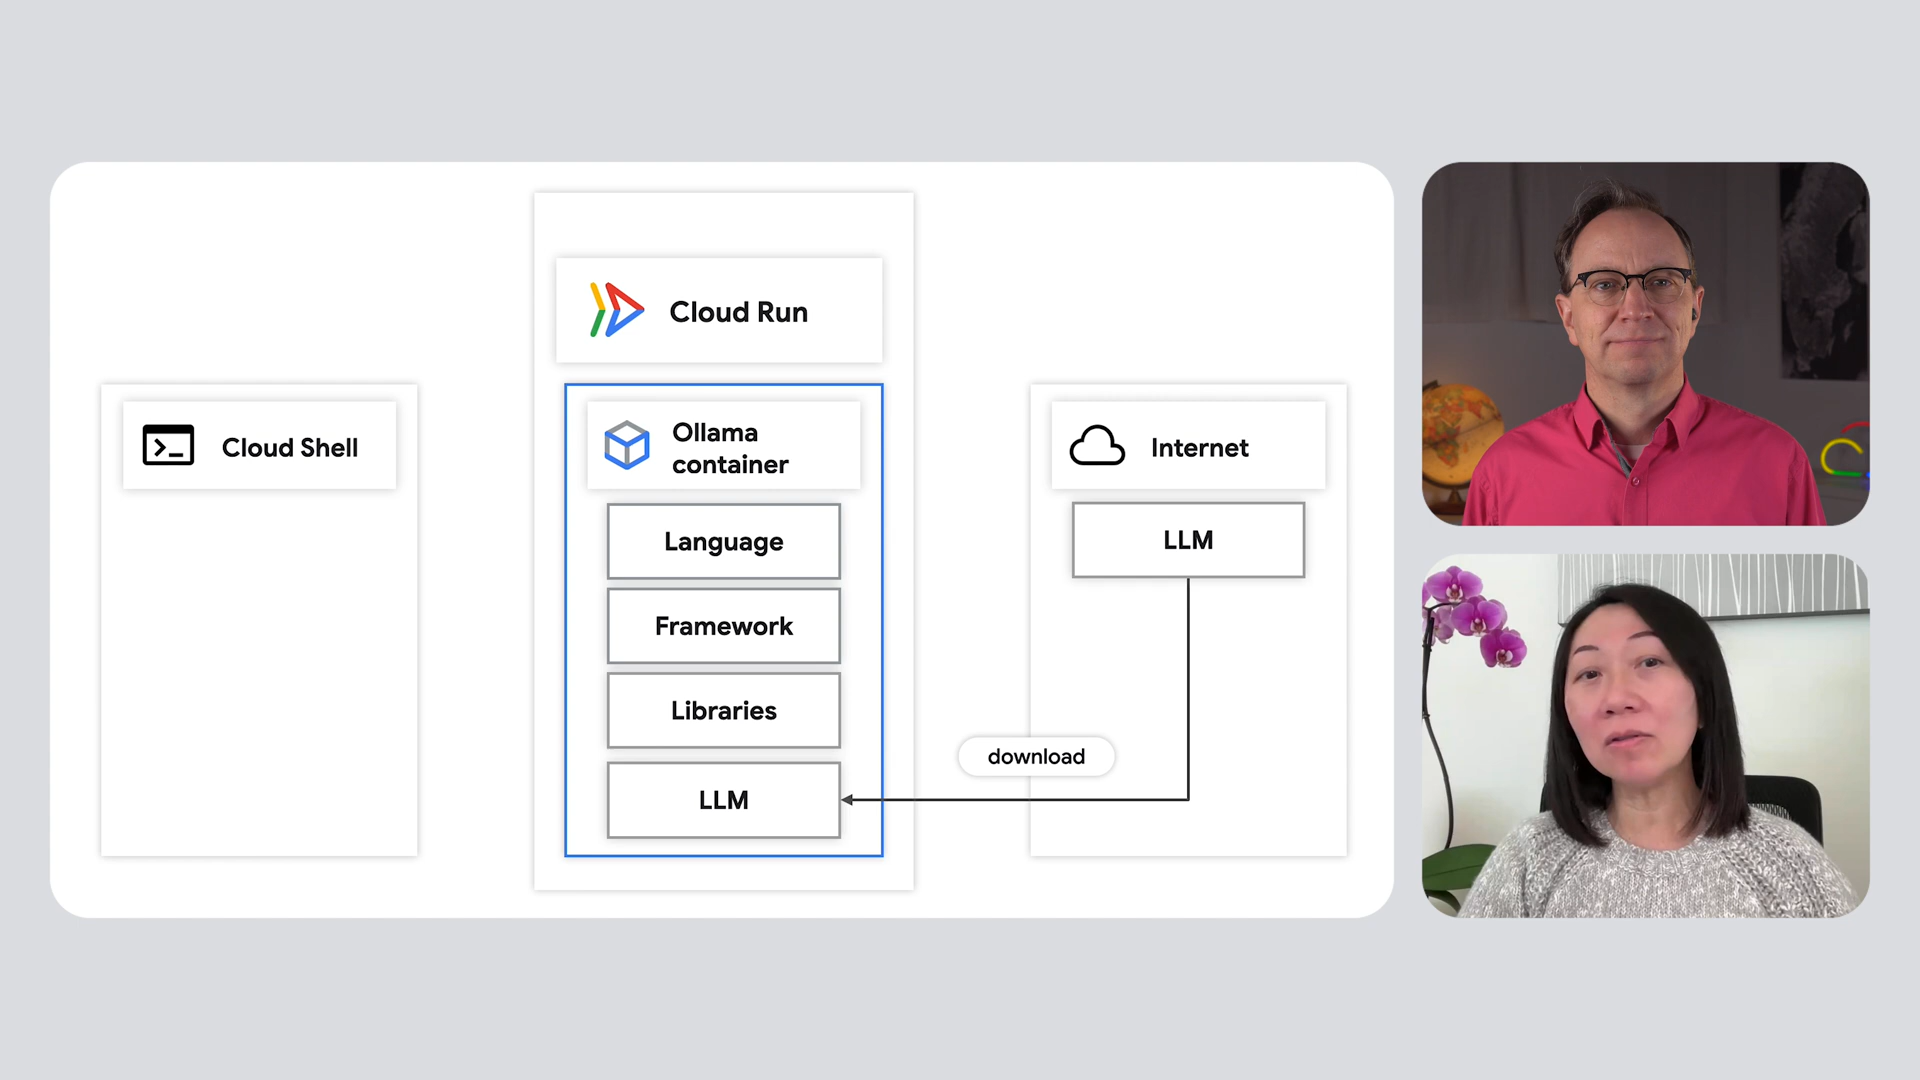 Cloud Run
Cloud Shell
Ollama
container
Language
Framework
Libraries
LLM
Internet
LLM
download